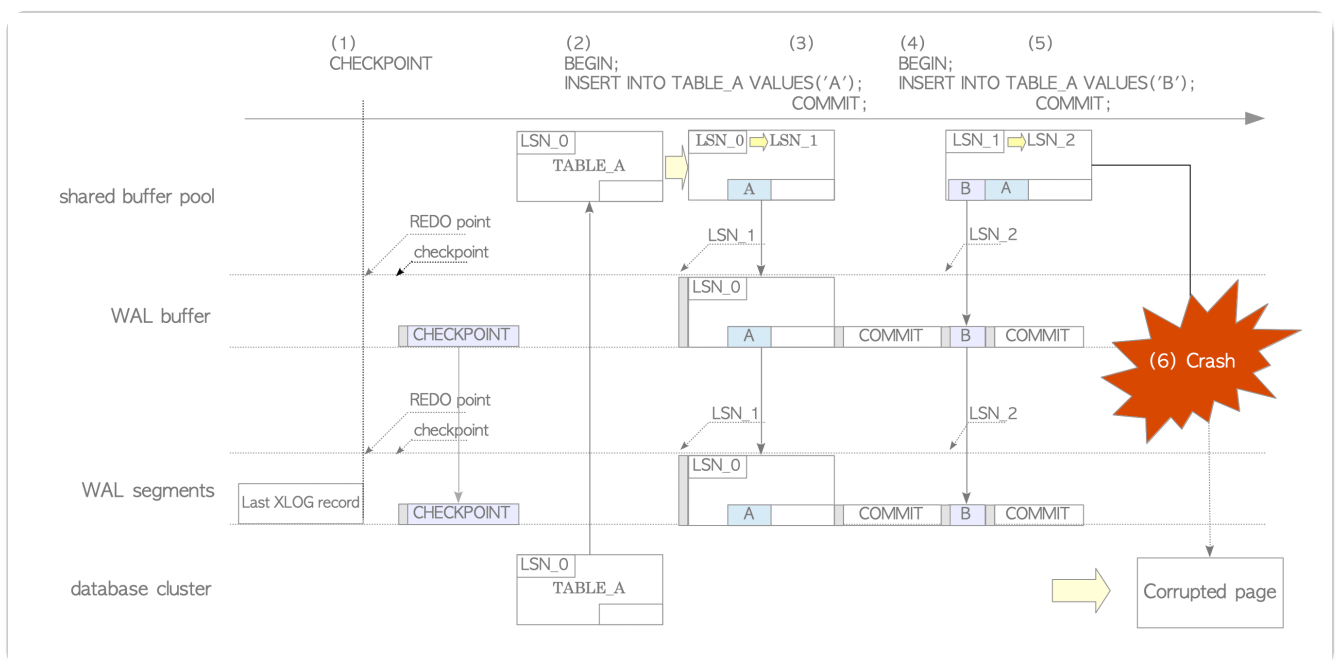 (1)
CHECKPOINT
(2)
BEGIN;
INSERT INTO TABLE_A VALUES('A');
(3)
COMMIT;
(4)
BEGIN;
INSERT INTO TABLE_A VALUES('B');
(5)
COMMIT;
shared buffer pool
LSN_0
TABLE_A
LSN_0
LSN_1
A
LSN_1
LSN_2
B
A
REDO point
checkpoint
LSN_1
LSN_2
WAL buffer
CHECKPOINT
LSN_0
A
COMMIT
B
COMMIT
(6) Crash
REDO point
checkpoint
LSN_1
LSN_2
WAL segments
Last XLOG record
CHECKPOINT
LSN_0
A
COMMIT
B
COMMIT
database cluster
LSN_0
TABLE_A
Corrupted page